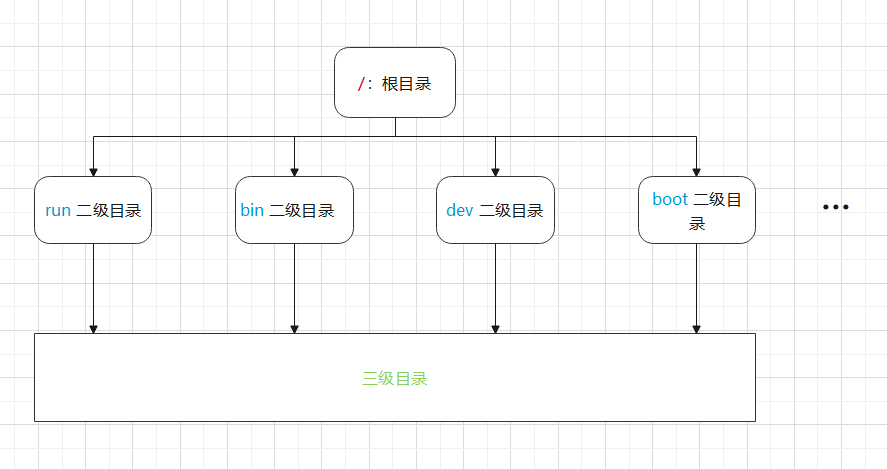 /：根目录
run 二级目录
bin 二级目录
dev 二级目录
boot 二级目
录
...
三级目录